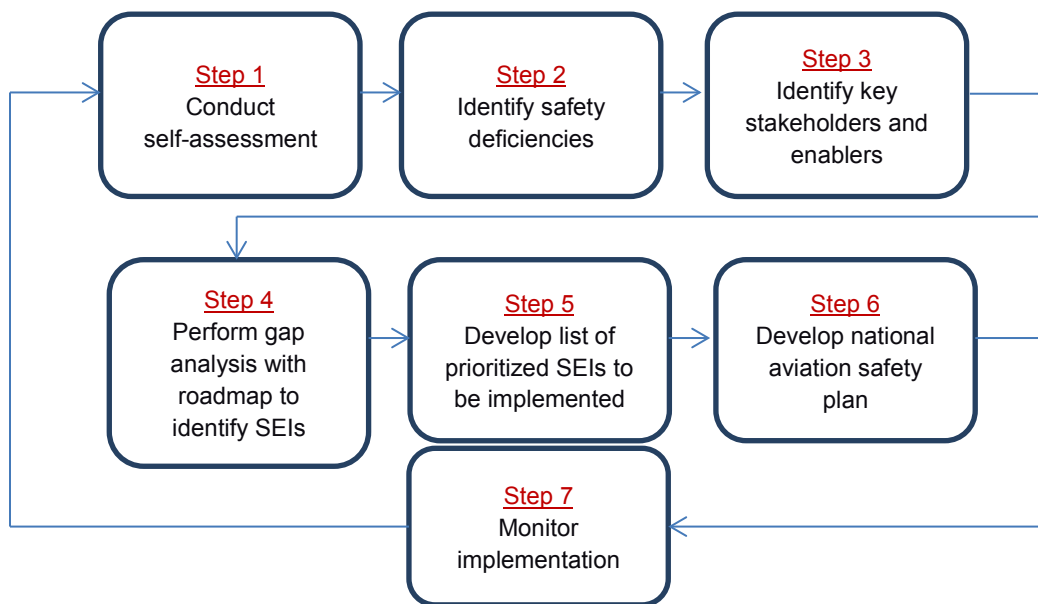 Step 1
Conduct
self-assessment
Step 2
Identify safety
deficiencies
Step 3
Identify key
stakeholders and
enablers
Step 4
Perform gap
analysis with
roadmap to
identify SEIs
Step 5
Develop list of
prioritized SEIs to
be implemented
Step 6
Develop national
aviation safety
plan
Step 7
Monitor
implementation